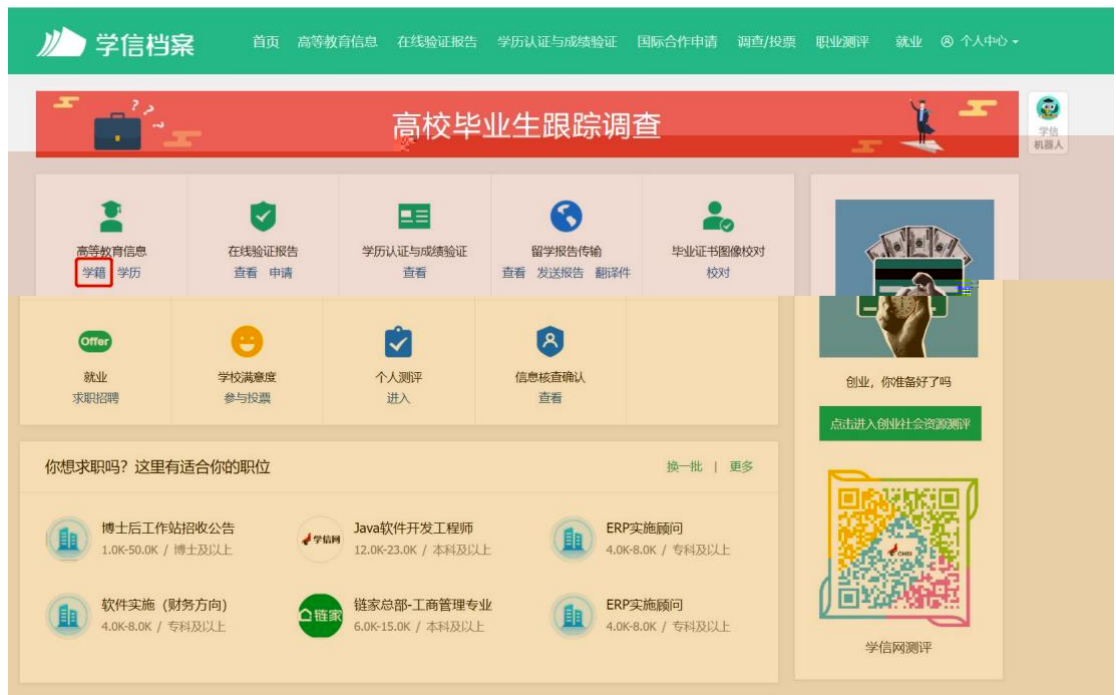 学信档案 首页 高等教育信息 在线验证报告 学历认证与成绩验证 国际合作申请 调查/投票 职业测评 就业 个人中心
高校毕业生跟踪调查
学信
机器人
高等教育信息 在线验证报告 学历认证与成绩验证 留学报告传输 毕业证书图像校对
学籍 学历 查看 申请 查看 查看 发送报告 翻译件 校对
Offer
就业 学校满意度 个人测评 信息核查确认
求职招聘 参与投票 进入 查看
创业，你准备好了吗
点击进入创业社会资源测评
你想求职吗？这里有适合你的职位 换一批 | 更多
博士后工作站招收公告 学信网 Java软件开发工程师 ERP实施顾问
1.0K-50.0K / 博士及以上 12.0K-23.0K / 本科及以上 4.0K-8.0K / 专科及以上
软件实施（财务方向） 链家 链家总部-工商管理专业 ERP实施顾问
4.0K-8.0K / 专科及以上 6.0K-15.0K / 本科及以上 4.0K-8.0K / 专科及以上
学信网测评